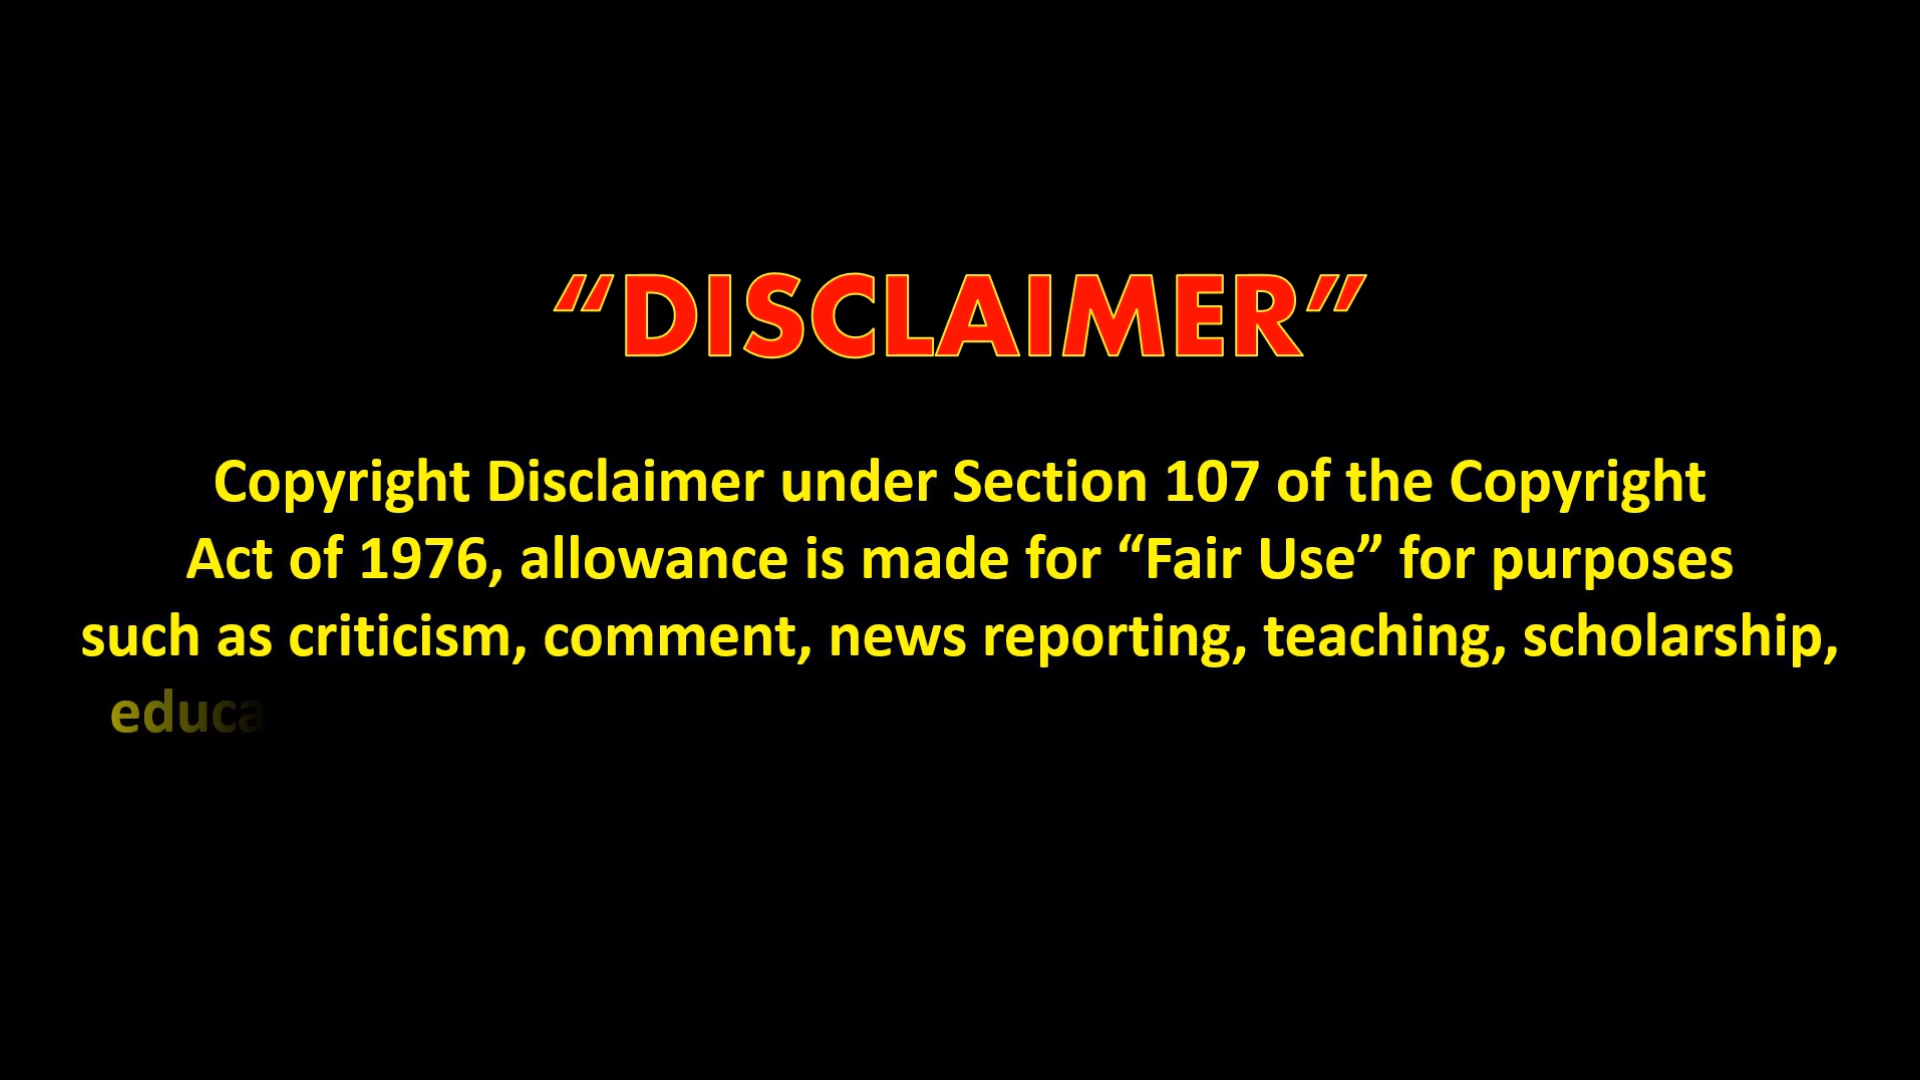 “DISCLAIMER”
Copyright Disclaimer under Section 107 of the Copyright
Act of 1976, allowance is made for “Fair Use” for purposes
such as criticism, comment, news reporting, teaching, scholarship,
educa